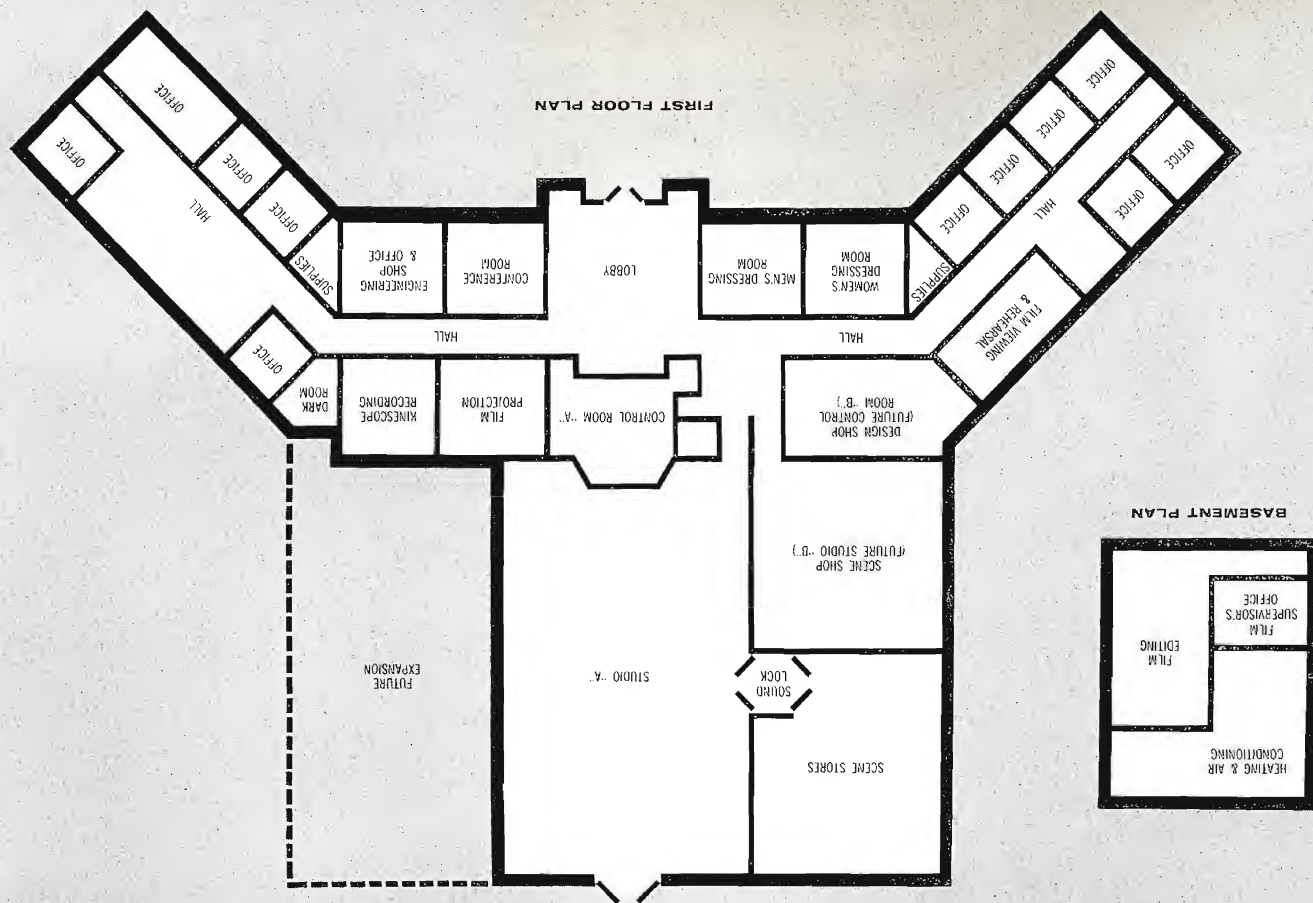 HEATING & AIR
CONDITIONING
FILM
SUPERVISOR'S
OFFICE
FILM
EDITING
BASEMENT PLAN
SCENE STORES
SOUND
LOCK
STUDIO "A"
FUTURE
EXPANSION
SCENE SHOP
(FUTURE STUDIO "B")
DESIGN SHOP
(FUTURE CONTROL
ROOM "B")
CONTROL ROOM "A"
FILM
PROJECTION
KINESCOPE
RECORDING
DARK
ROOM
OFFICE
FILM VIEWING
& REHEARSAL
HALL
HALL
SUPPLIES
WOMEN'S
DRESSING
ROOM
MEN'S DRESSING
ROOM
LOBBY
CONFERENCE
ROOM
ENGINEERING
SHOP
& OFFICE
SUPPLIES
OFFICE
OFFICE
HALL
OFFICE
OFFICE
OFFICE
OFFICE
OFFICE
HALL
OFFICE
OFFICE
OFFICE
OFFICE
FIRST FLOOR PLAN